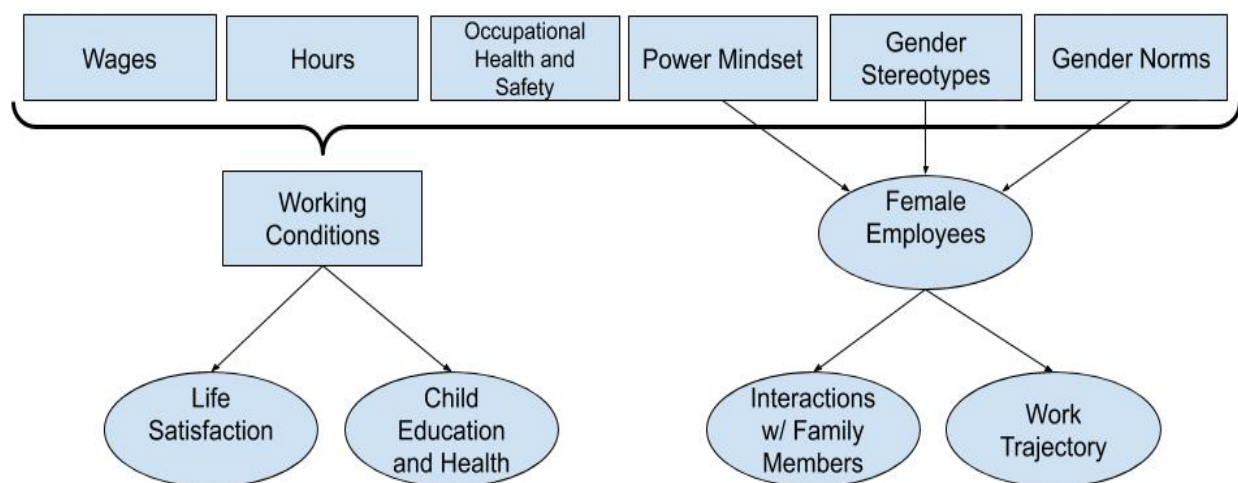 Wages
Hours
Occupational
Health and
Safety
Power Mindset
Gender
Stereotypes
Gender Norms
Working
Conditions
Female
Employees
Life
Satisfaction
Child
Education
and Health
Interactions
w/ Family
Members
Work
Trajectory